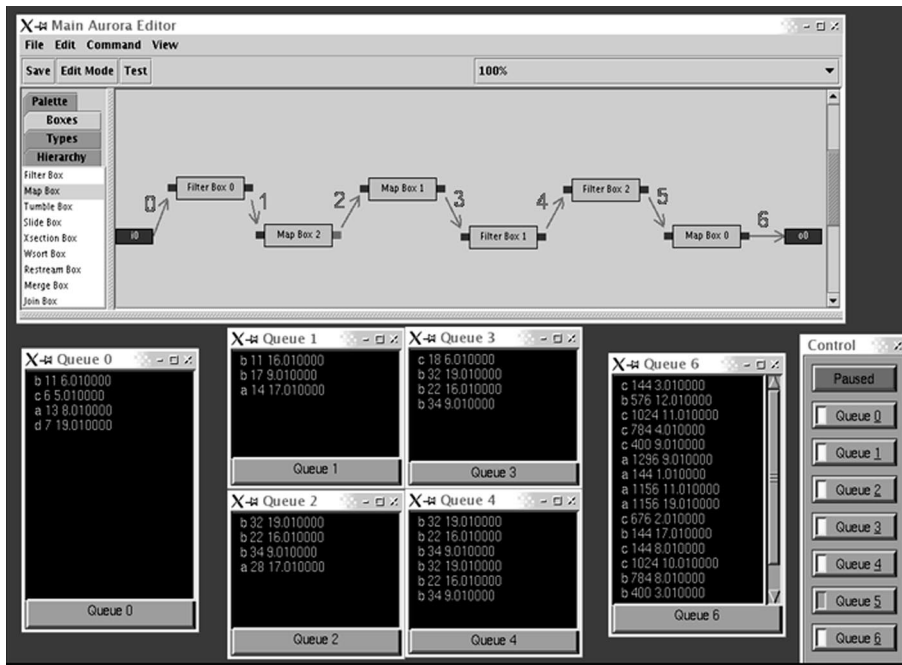 Main Aurora Editor
File Edit Command View
Save Edit Mode Test 100%
Palette
Boxes
Types
Hierarchy
Filter Box
Map Box
Tumble Box
Slide Box
Xsection Box
Wsort Box
Restream Box
Merge Box
Join Box
0 Filter Box 0 1 2 Map Box 1 3 4 Filter Box 2 5 6
i0 Map Box 2 Filter Box 1 Map Box 0 o0
Queue 0
b 11 6.010000
c 6 5.010000
a 13 8.010000
d 7 19.010000
Queue 0
Queue 1
b 11 16.010000
b 17 9.010000
a 14 17.010000
Queue 1
Queue 3
c 18 6.010000
b 32 19.010000
b 22 16.010000
b 34 9.010000
Queue 3
Queue 2
b 32 19.010000
b 22 16.010000
b 34 9.010000
a 28 17.010000
Queue 2
Queue 4
b 32 19.010000
b 22 16.010000
b 34 9.010000
b 32 19.010000
b 22 16.010000
b 34 9.010000
Queue 4
Queue 6
c 144 3.010000
b 576 12.010000
c 1024 11.010000
c 784 4.010000
c 400 9.010000
a 1296 9.010000
a 144 1.010000
a 1156 11.010000
a 1156 19.010000
c 676 2.010000
b 144 17.010000
c 144 8.010000
c 1024 10.010000
b 784 8.010000
b 400 3.010000
Queue 6
Control
Paused
Queue 0
Queue 1
Queue 2
Queue 3
Queue 4
Queue 5
Queue 6